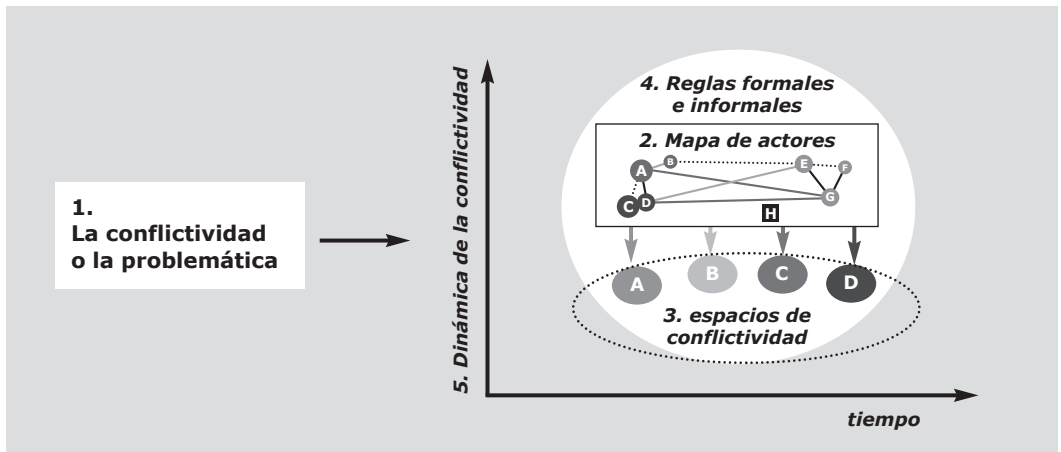 1.
La conflictividad
o la problemática
5. Dinámica de la conflictividad
4. Reglas formales
e informales
2. Mapa de actores
A
B
E
F
C
D
G
H
A
B
C
D
3. espacios de
conflictividad
tiempo